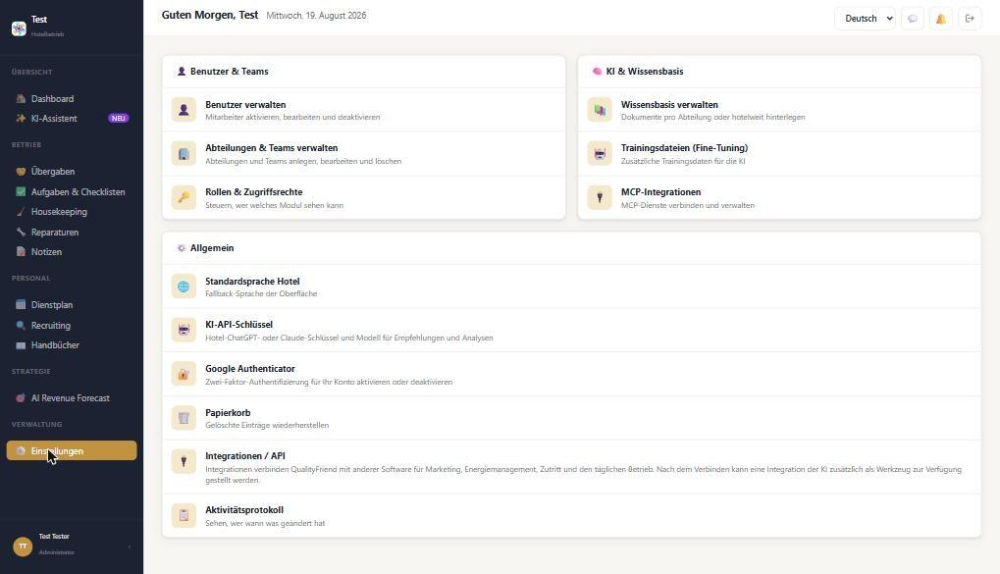 Test
Hotelbetrieb
ÜBERSICHT
Dashboard
KI-Assistent NEU
BETRIEB
Übergaben
Aufgaben & Checklisten
Housekeeping
Reparaturen
Notizen
PERSONAL
Dienstplan
Recruiting
Handbücher
STRATEGIE
AI Revenue Forecast
VERWALTUNG
Einstellungen
TT
Test Tester
Administrator
Guten Morgen, Test Mittwoch, 19. August 2026
Deutsch
Benutzer & Teams
Benutzer verwalten
Mitarbeiter aktivieren, bearbeiten und deaktivieren
Abteilungen & Teams verwalten
Abteilungen und Teams anlegen, bearbeiten und löschen
Rollen & Zugriffsrechte
Steuern, wer welches Modul sehen kann
KI & Wissensbasis
Wissensbasis verwalten
Dokumente pro Abteilung oder hotelweit hinterlegen
Trainingsdateien (Fine-Tuning)
Zusätzliche Trainingsdaten für die KI
MCP-Integrationen
MCP-Dienste verbinden und verwalten
Allgemein
Standardsprache Hotel
Fallback-Sprache der Oberfläche
KI-API-Schlüssel
Hotel-ChatGPT- oder Claude-Schlüssel und Modell für Empfehlungen und Analysen
Google Authenticator
Zwei-Faktor-Authentifizierung für Ihr Konto aktivieren oder deaktivieren
Papierkorb
Gelöschte Einträge wiederherstellen
Integrationen / API
Integrationen verbinden QualityFriend mit anderer Software für Marketing, Energiemanagement, Zutritt und den täglichen Betrieb. Nach dem Verbinden kann eine Integration der KI zusätzlich als Werkzeug zur Verfügung
gestellt werden.
Aktivitätsprotokoll
Sehen, wer wann was geändert hat